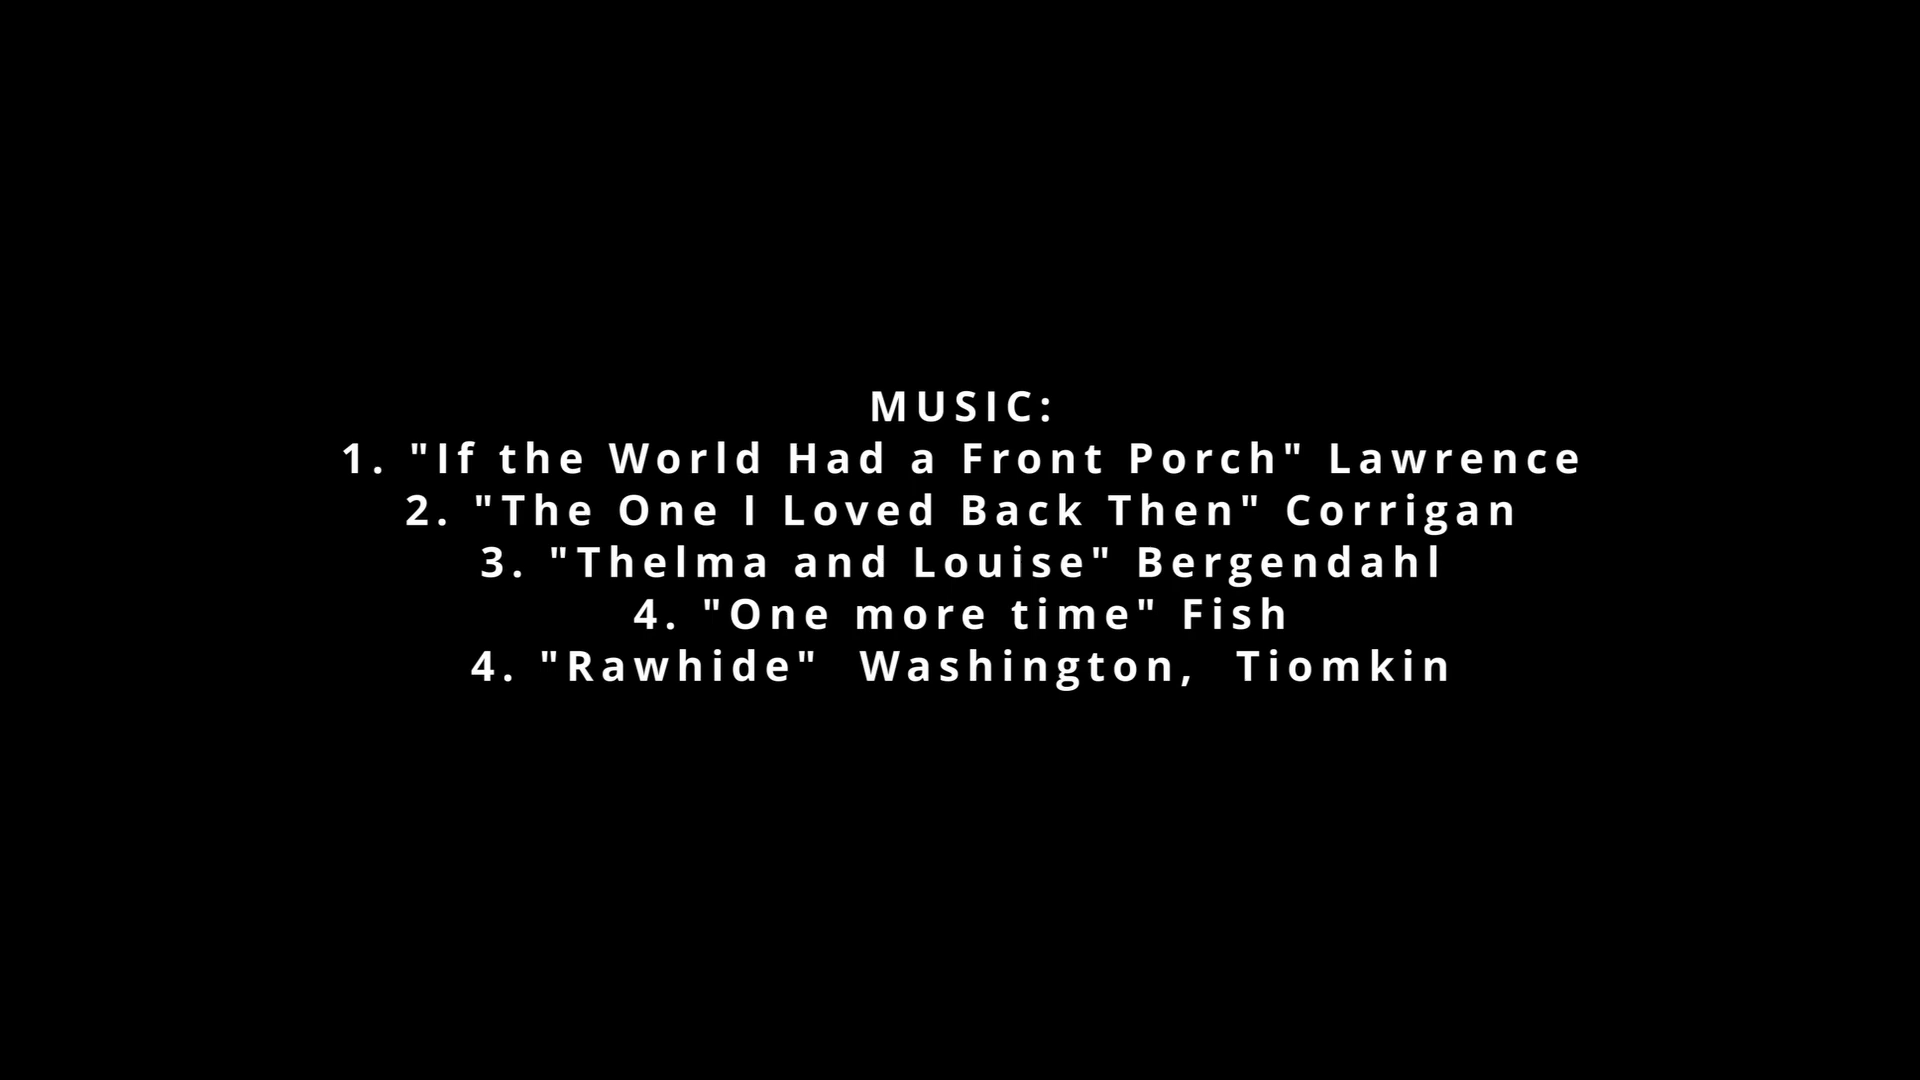 MUSIC:
1. "If the World Had a Front Porch" Lawrence
2. "The One I Loved Back Then" Corrigan
3. "Thelma and Louise" Bergendahl
4. "One more time" Fish
4. "Rawhide"  Washington,  Tiomkin